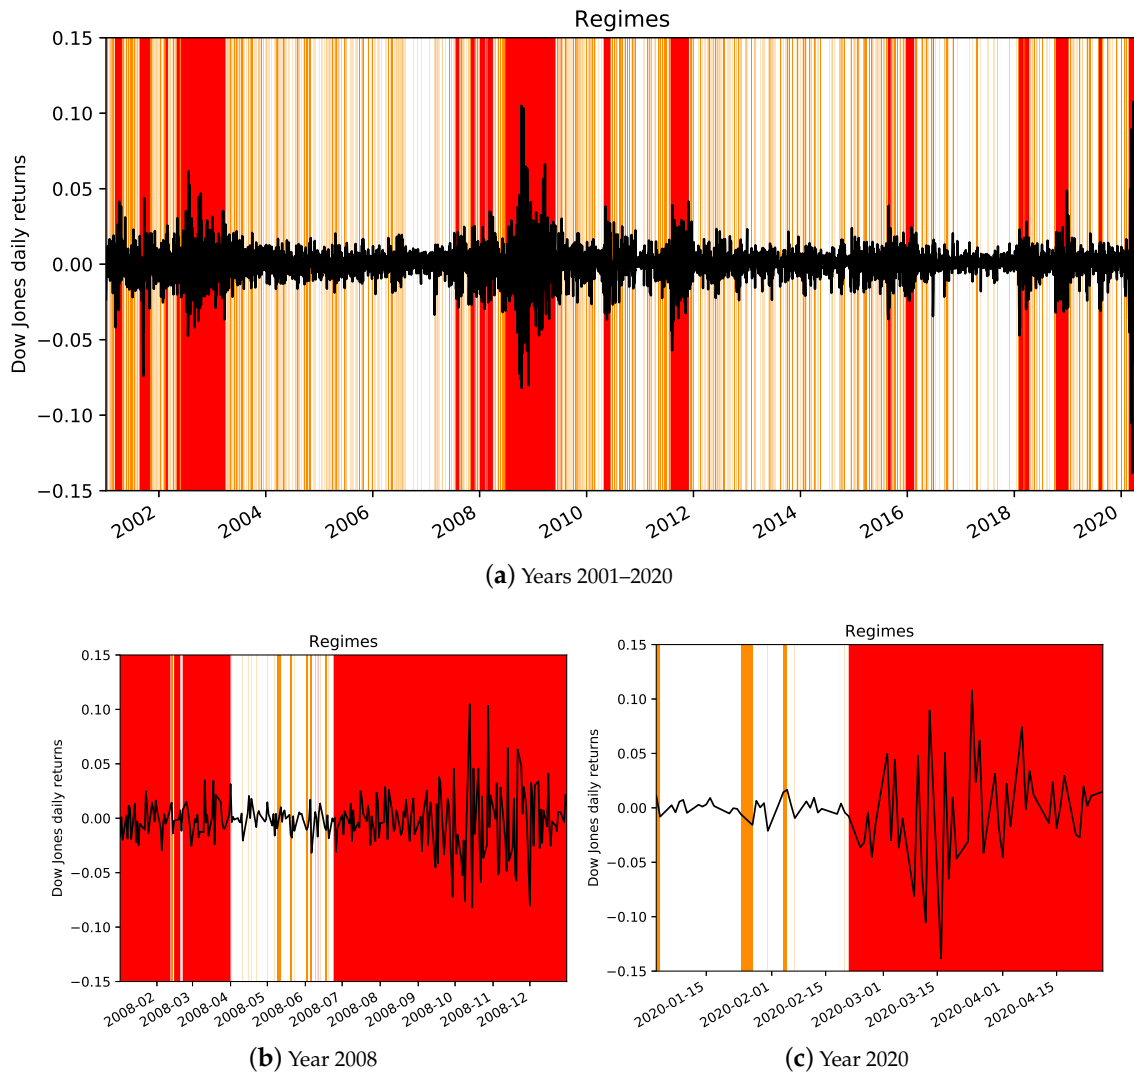 Regimes
Dow Jones daily returns
0.15
0.10
0.05
0.00
−0.05
−0.10
−0.15
2002 2004 2006 2008 2010 2012 2014 2016 2018 2020
(a) Years 2001–2020
Regimes
Dow Jones daily returns
0.15
0.10
0.05
0.00
−0.05
−0.10
−0.15
2008-02 2008-03 2008-04 2008-05 2008-06 2008-07 2008-08 2008-09 2008-10 2008-11 2008-12
(b) Year 2008
Regimes
Dow Jones daily returns
0.15
0.10
0.05
0.00
−0.05
−0.10
−0.15
2020-01-15 2020-02-01 2020-02-15 2020-03-01 2020-03-15 2020-04-01 2020-04-15
(c) Year 2020